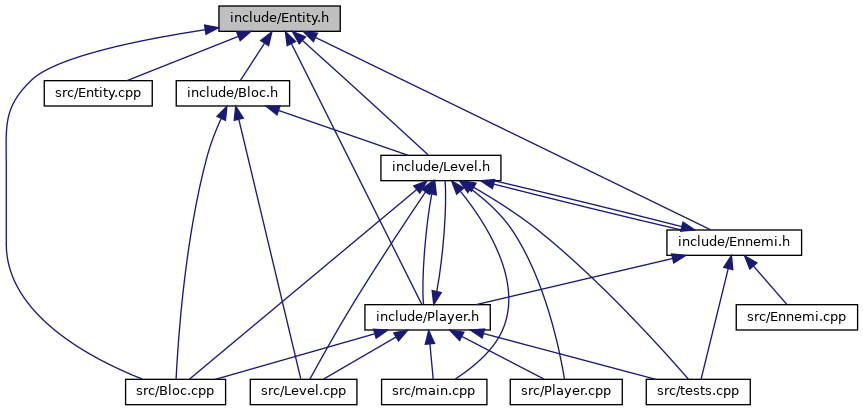 include/Entity.h
src/Entity.cpp
include/Bloc.h
include/Level.h
include/Ennemi.h
include/Player.h
src/Ennemi.cpp
src/Bloc.cpp
src/Level.cpp
src/main.cpp
src/Player.cpp
src/tests.cpp